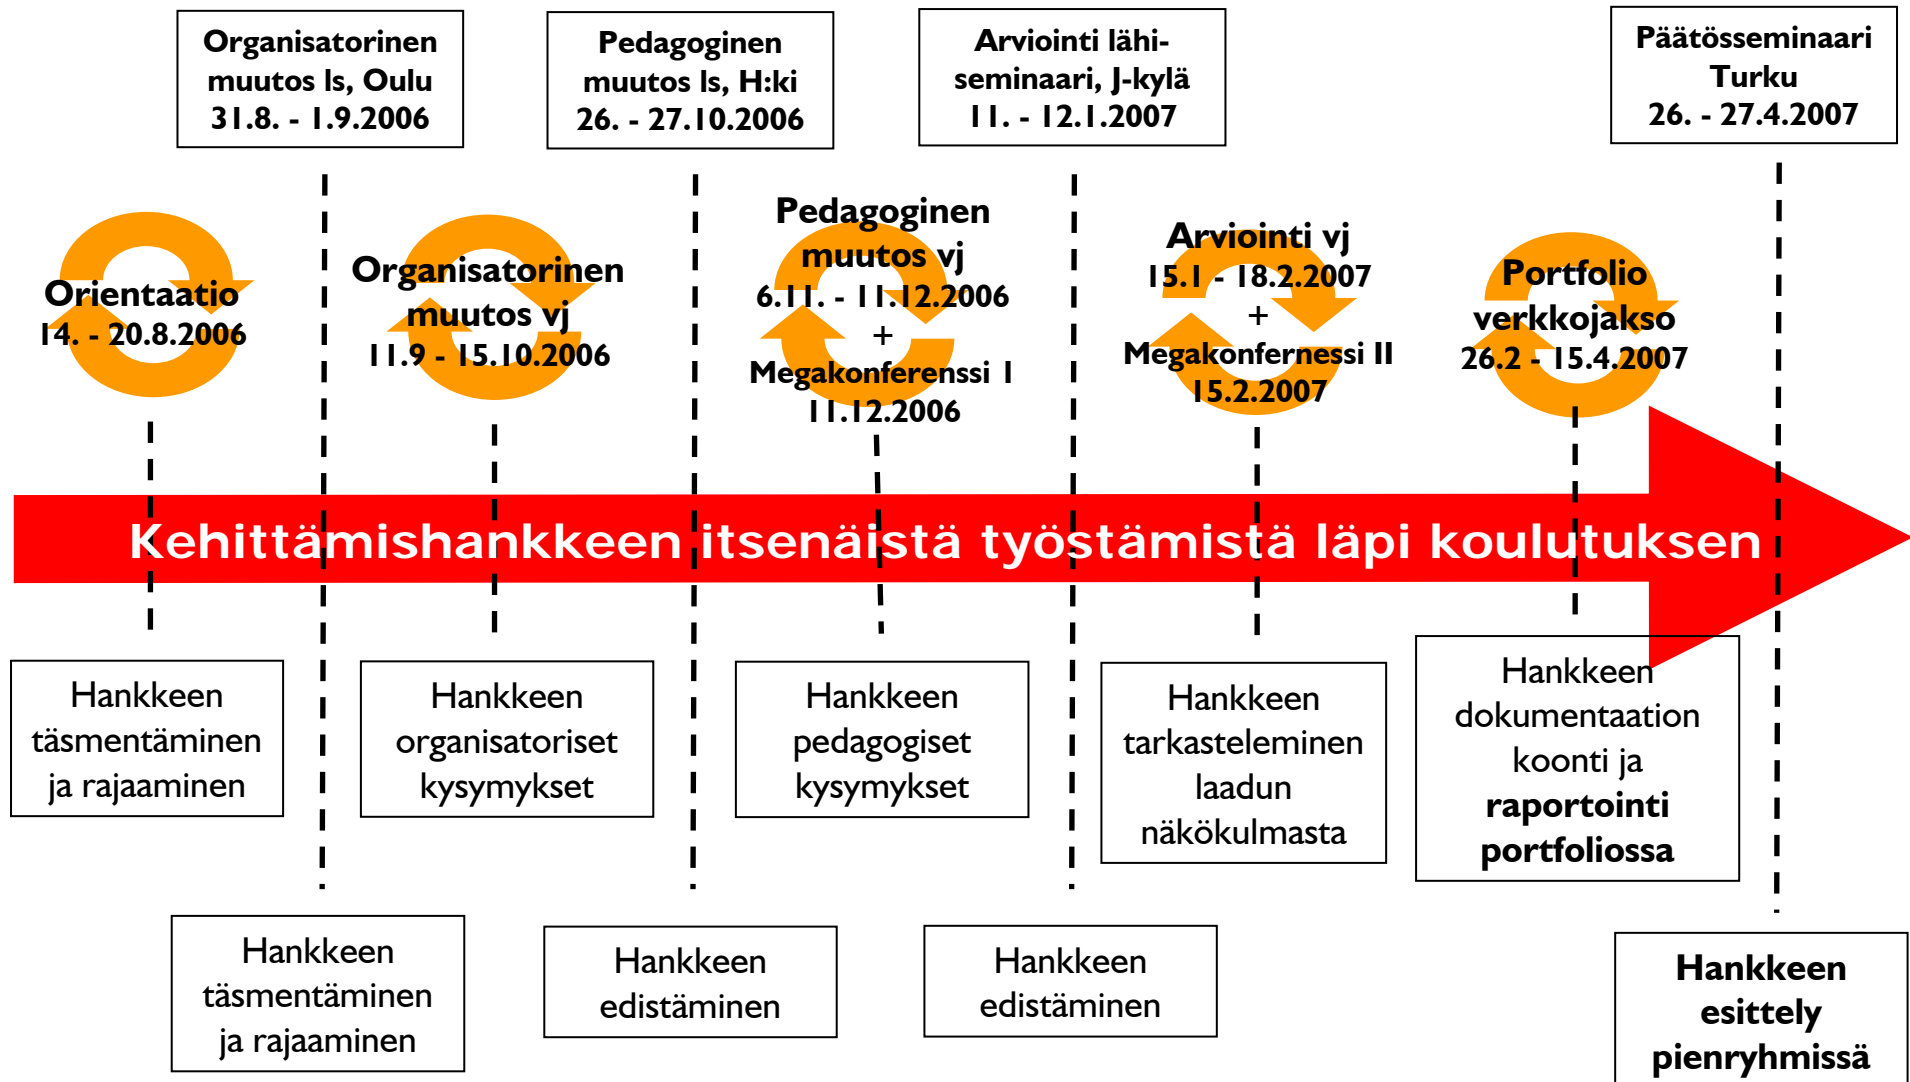 Organisatorinen
muutos ls, Oulu
31.8. - 1.9.2006
Pedagoginen
muutos ls, H:ki
26. - 27.10.2006
Arviointi lähi-
seminaari, J-kylä
11. - 12.1.2007
Päätösseminaari
Turku
26. - 27.4.2007
Orientaatio
14. - 20.8.2006
Organisatorinen
muutos vj
11.9 - 15.10.2006
Pedagoginen
muutos vj
6.11. - 11.12.2006
+
Megakonferenssi I
11.12.2006
Arviointi vj
15.1 - 18.2.2007
+
Megakonfernessi II
15.2.2007
Portfolio
verkkojakso
26.2 - 15.4.2007
Kehittämishankkeen itsenäistä työstämistä läpi koulutuksen
Hankkeen
täsmentäminen
ja rajaaminen
Hankkeen
organisatoriset
kysymykset
Hankkeen
pedagogiset
kysymykset
Hankkeen
tarkasteleminen
laadun
näkökulmasta
Hankkeen
dokumentaation
koonti ja
raportointi
portfoliossa
Hankkeen
täsmentäminen
ja rajaaminen
Hankkeen
edistäminen
Hankkeen
edistäminen
Hankkeen
esittely
pienryhmissä